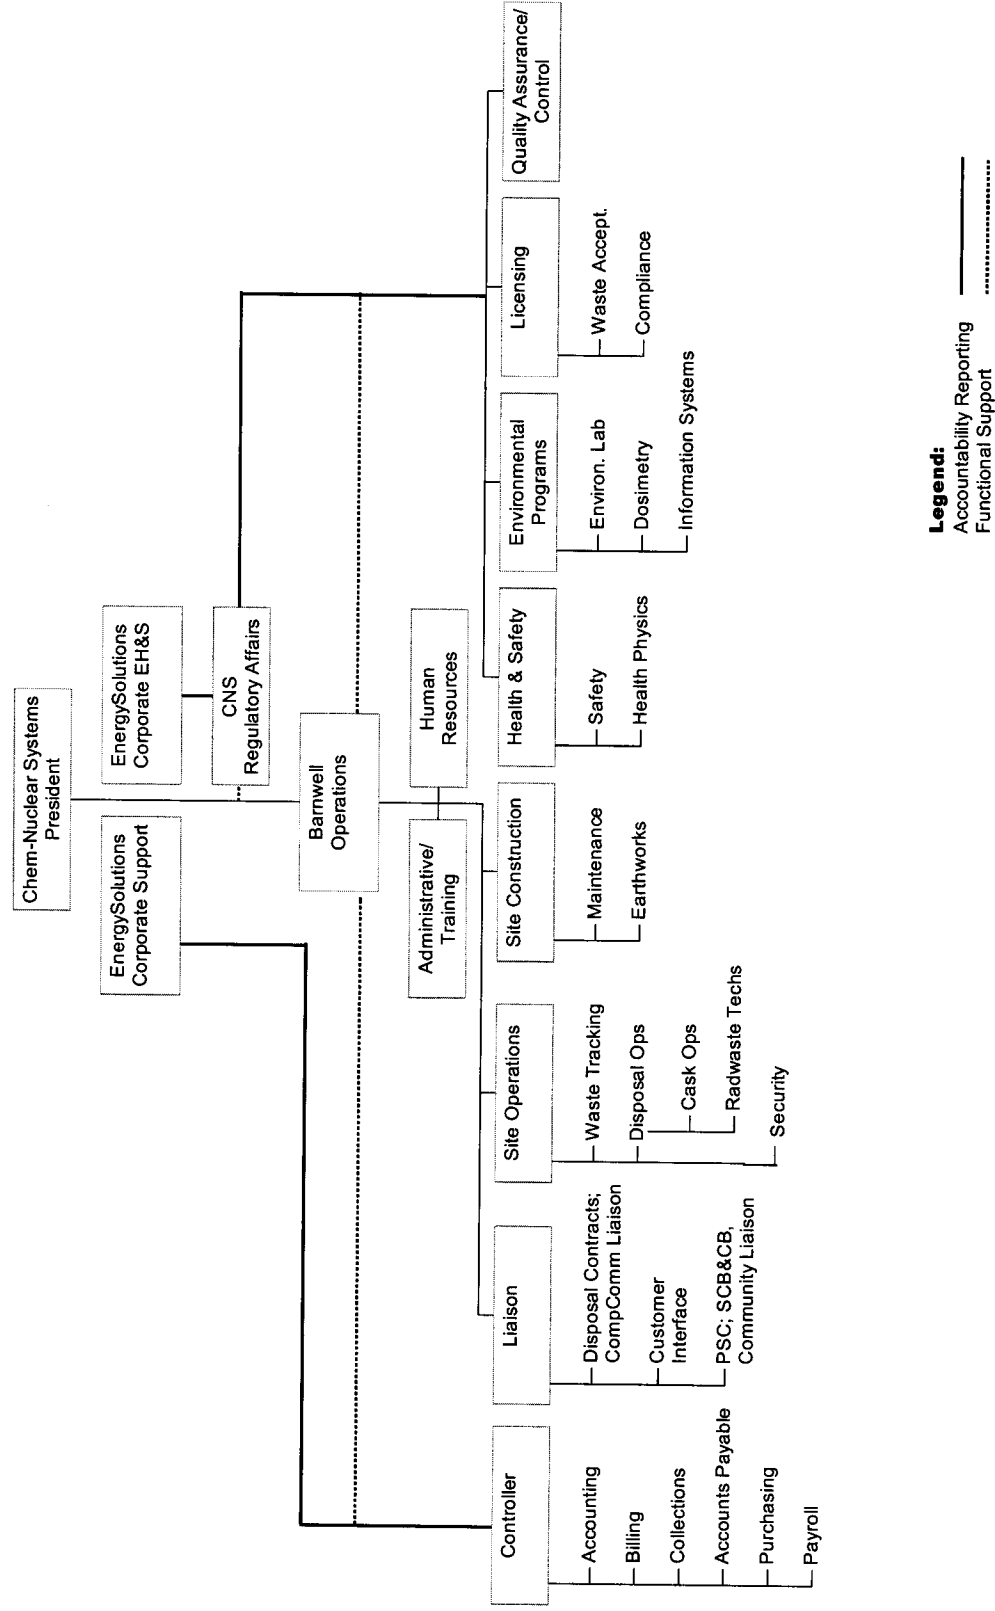 Chem-Nuclear Systems
President
EnergySolutions
Corporate Support
EnergySolutions
Corporate EH&S
CNS
Regulatory Affairs
Barnwell
Operations
Administrative/
Training
Human
Resources
Controller
Accounting
Billing
Collections
Accounts Payable
Purchasing
Payroll
Liaison
Disposal Contracts;
CompComm Liaison
Customer
Interface
PSC; SCB&CB,
Community Liaison
Site Operations
Waste Tracking
Disposal Ops
Cask Ops
Radwaste Techs
Security
Site Construction
Maintenance
Earthworks
Health & Safety
Safety
Health Physics
Environmental
Programs
Environ. Lab
Dosimetry
Information Systems
Licensing
Waste Accept.
Compliance
Quality Assurance/
Control
Legend:
Accountability Reporting
Functional Support